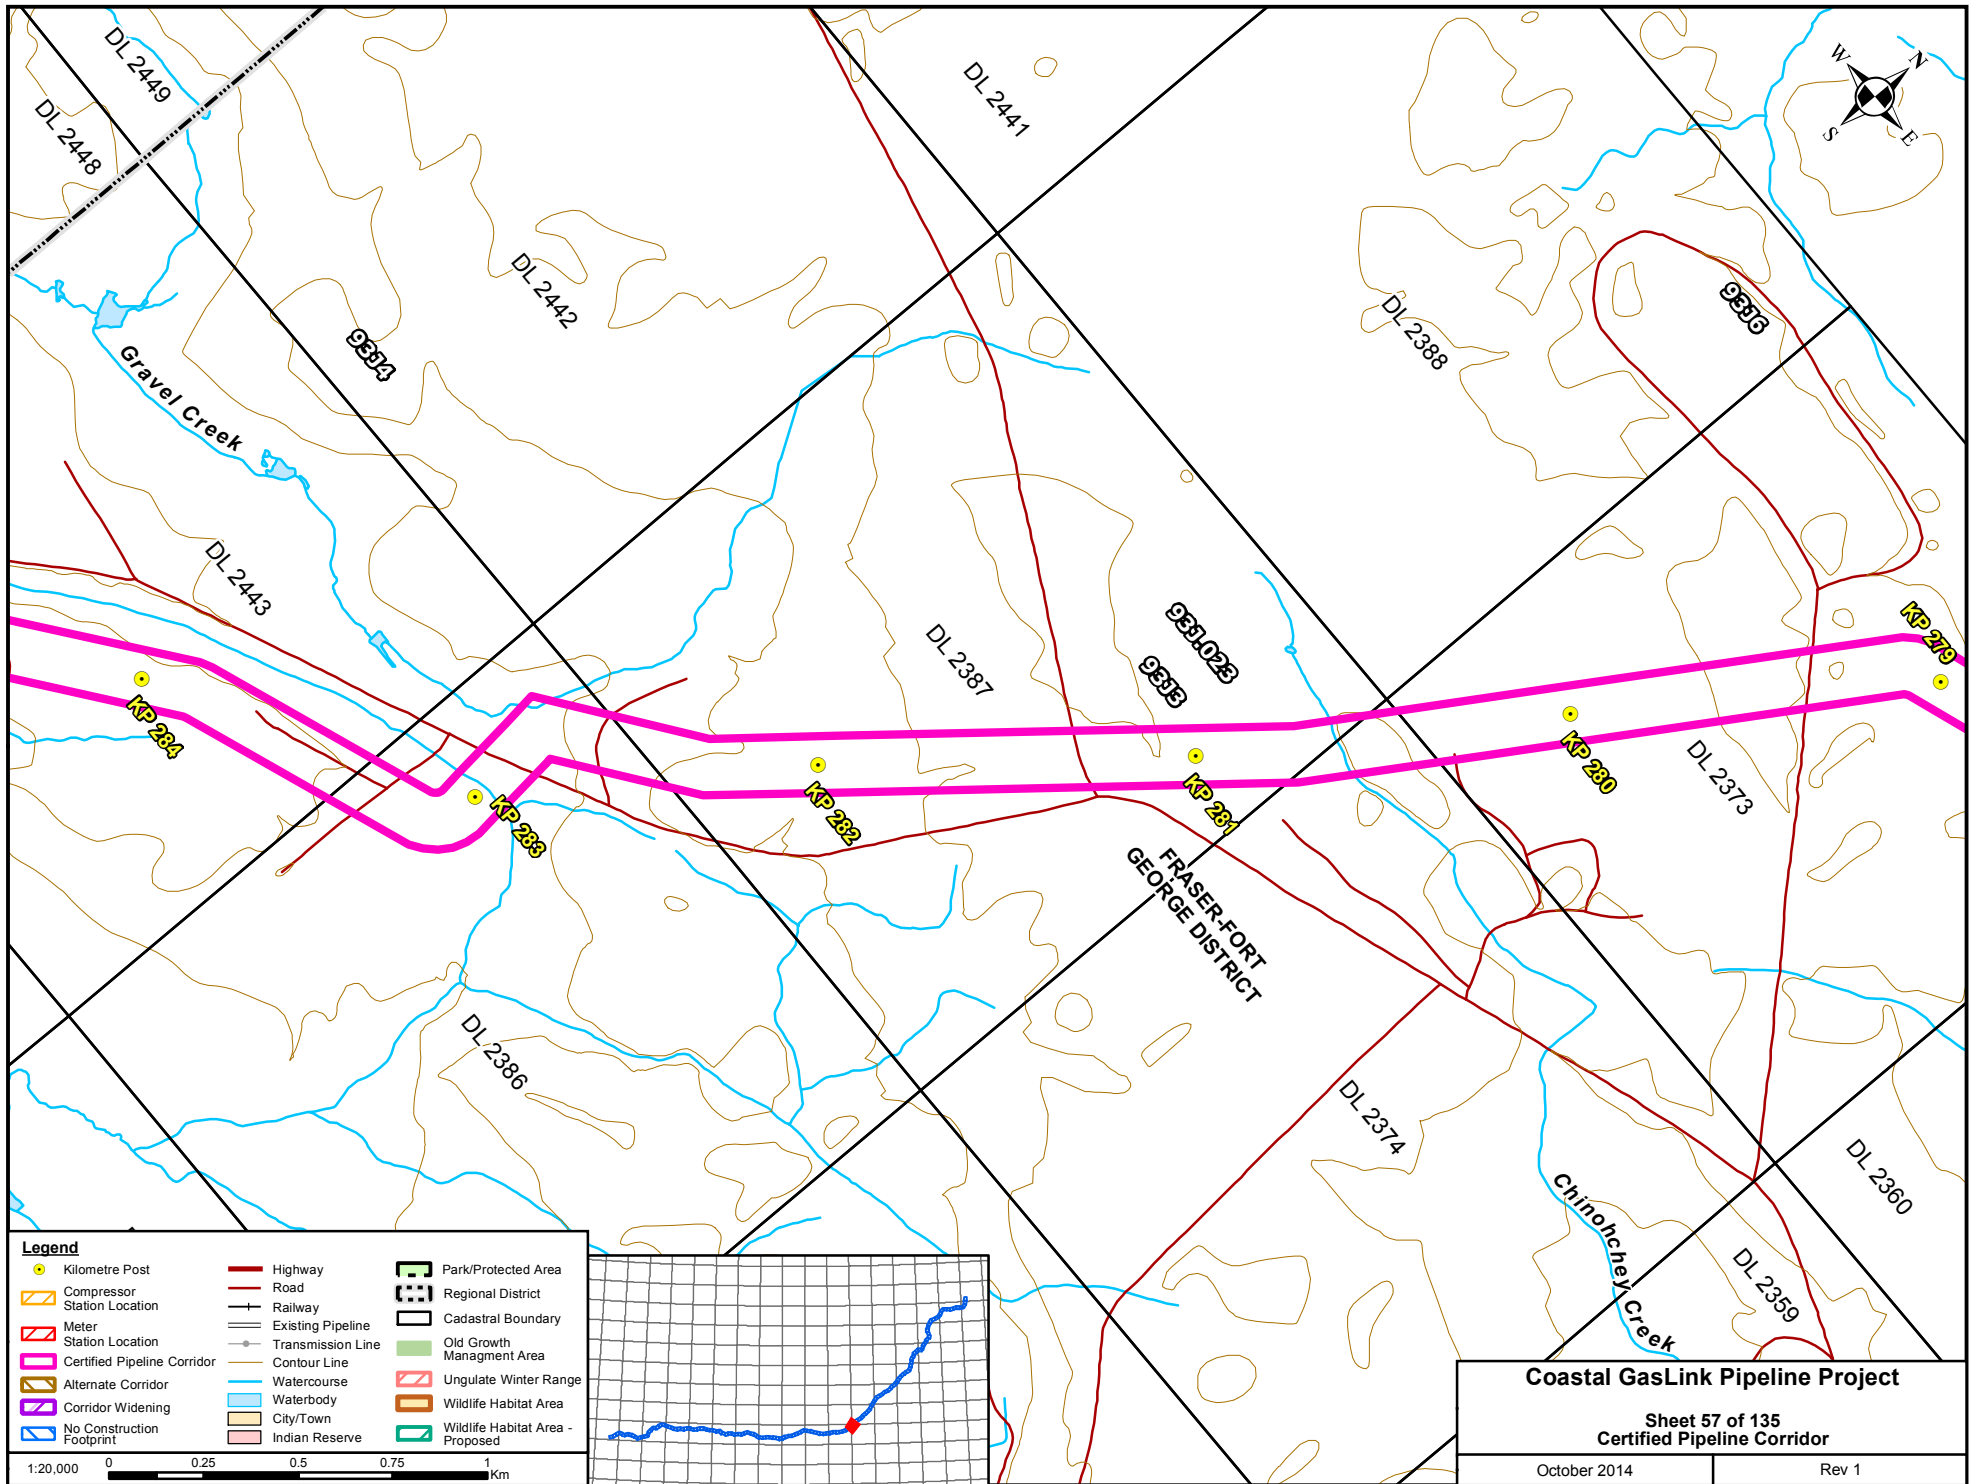 DL 2449
DL 2448
DL 2441
W
N
S
E
DL 2442
93J4
DL 2388
93J6
Gravel Creek
DL 2443
DL 2387
93J.023
93J3
KP 279
KP 284
KP 283
KP 282
KP 281
KP 280
DL 2373
FRASER-FORT
GEORGE DISTRICT
DL 2386
DL 2374
DL 2360
Chinohchey Creek
DL 2359
Legend
Kilometre Post
Compressor
Station Location
Meter
Station Location
Certified Pipeline Corridor
Alternate Corridor
Corridor Widening
No Construction
Footprint
Highway
Road
Railway
Existing Pipeline
Transmission Line
Contour Line
Watercourse
Waterbody
City/Town
Indian Reserve
Park/Protected Area
Regional District
Cadastral Boundary
Old Growth
Managment Area
Ungulate Winter Range
Wildlife Habitat Area
Wildlife Habitat Area -
Proposed
1:20,000
0 0.25 0.5 0.75 1
Km
Coastal GasLink Pipeline Project
Sheet 57 of 135
Certified Pipeline Corridor
October 2014
Rev 1